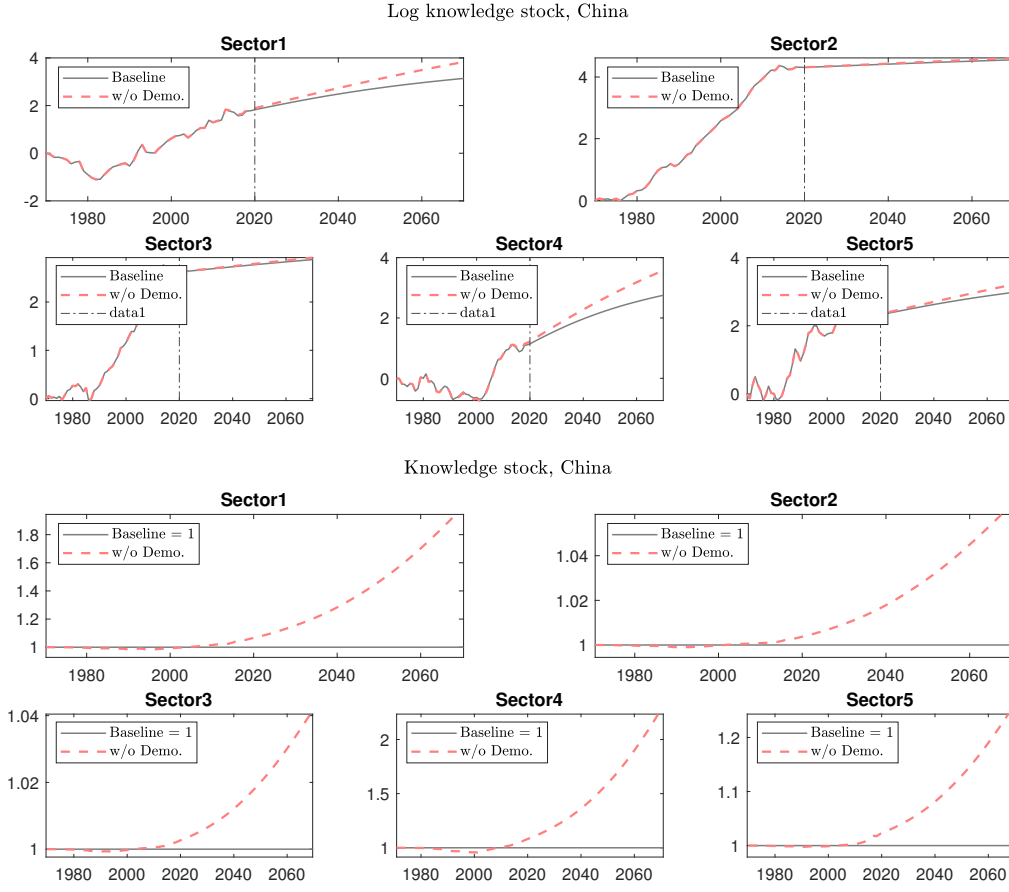 Log knowledge stock, China
Sector1
Baseline
w/o Demo.
4
2
0
-2
1980 2000 2020 2040 2060
Sector2
Baseline
w/o Demo.
4
2
0
1980 2000 2020 2040 2060
Sector3
Baseline
w/o Demo.
data1
2
1
0
1980 2000 2020 2040 2060
Sector4
Baseline
w/o Demo.
data1
4
2
0
1980 2000 2020 2040 2060
Sector5
Baseline
w/o Demo.
data1
4
2
0
1980 2000 2020 2040 2060
Knowledge stock, China
Sector1
Baseline = 1
w/o Demo.
1.8
1.6
1.4
1.2
1
1980 2000 2020 2040 2060
Sector2
Baseline = 1
w/o Demo.
1.04
1.02
1
1980 2000 2020 2040 2060
Sector3
Baseline = 1
w/o Demo.
1.04
1.02
1
1980 2000 2020 2040 2060
Sector4
Baseline = 1
w/o Demo.
2
1.5
1
1980 2000 2020 2040 2060
Sector5
Baseline = 1
w/o Demo.
1.2
1.1
1
1980 2000 2020 2040 2060